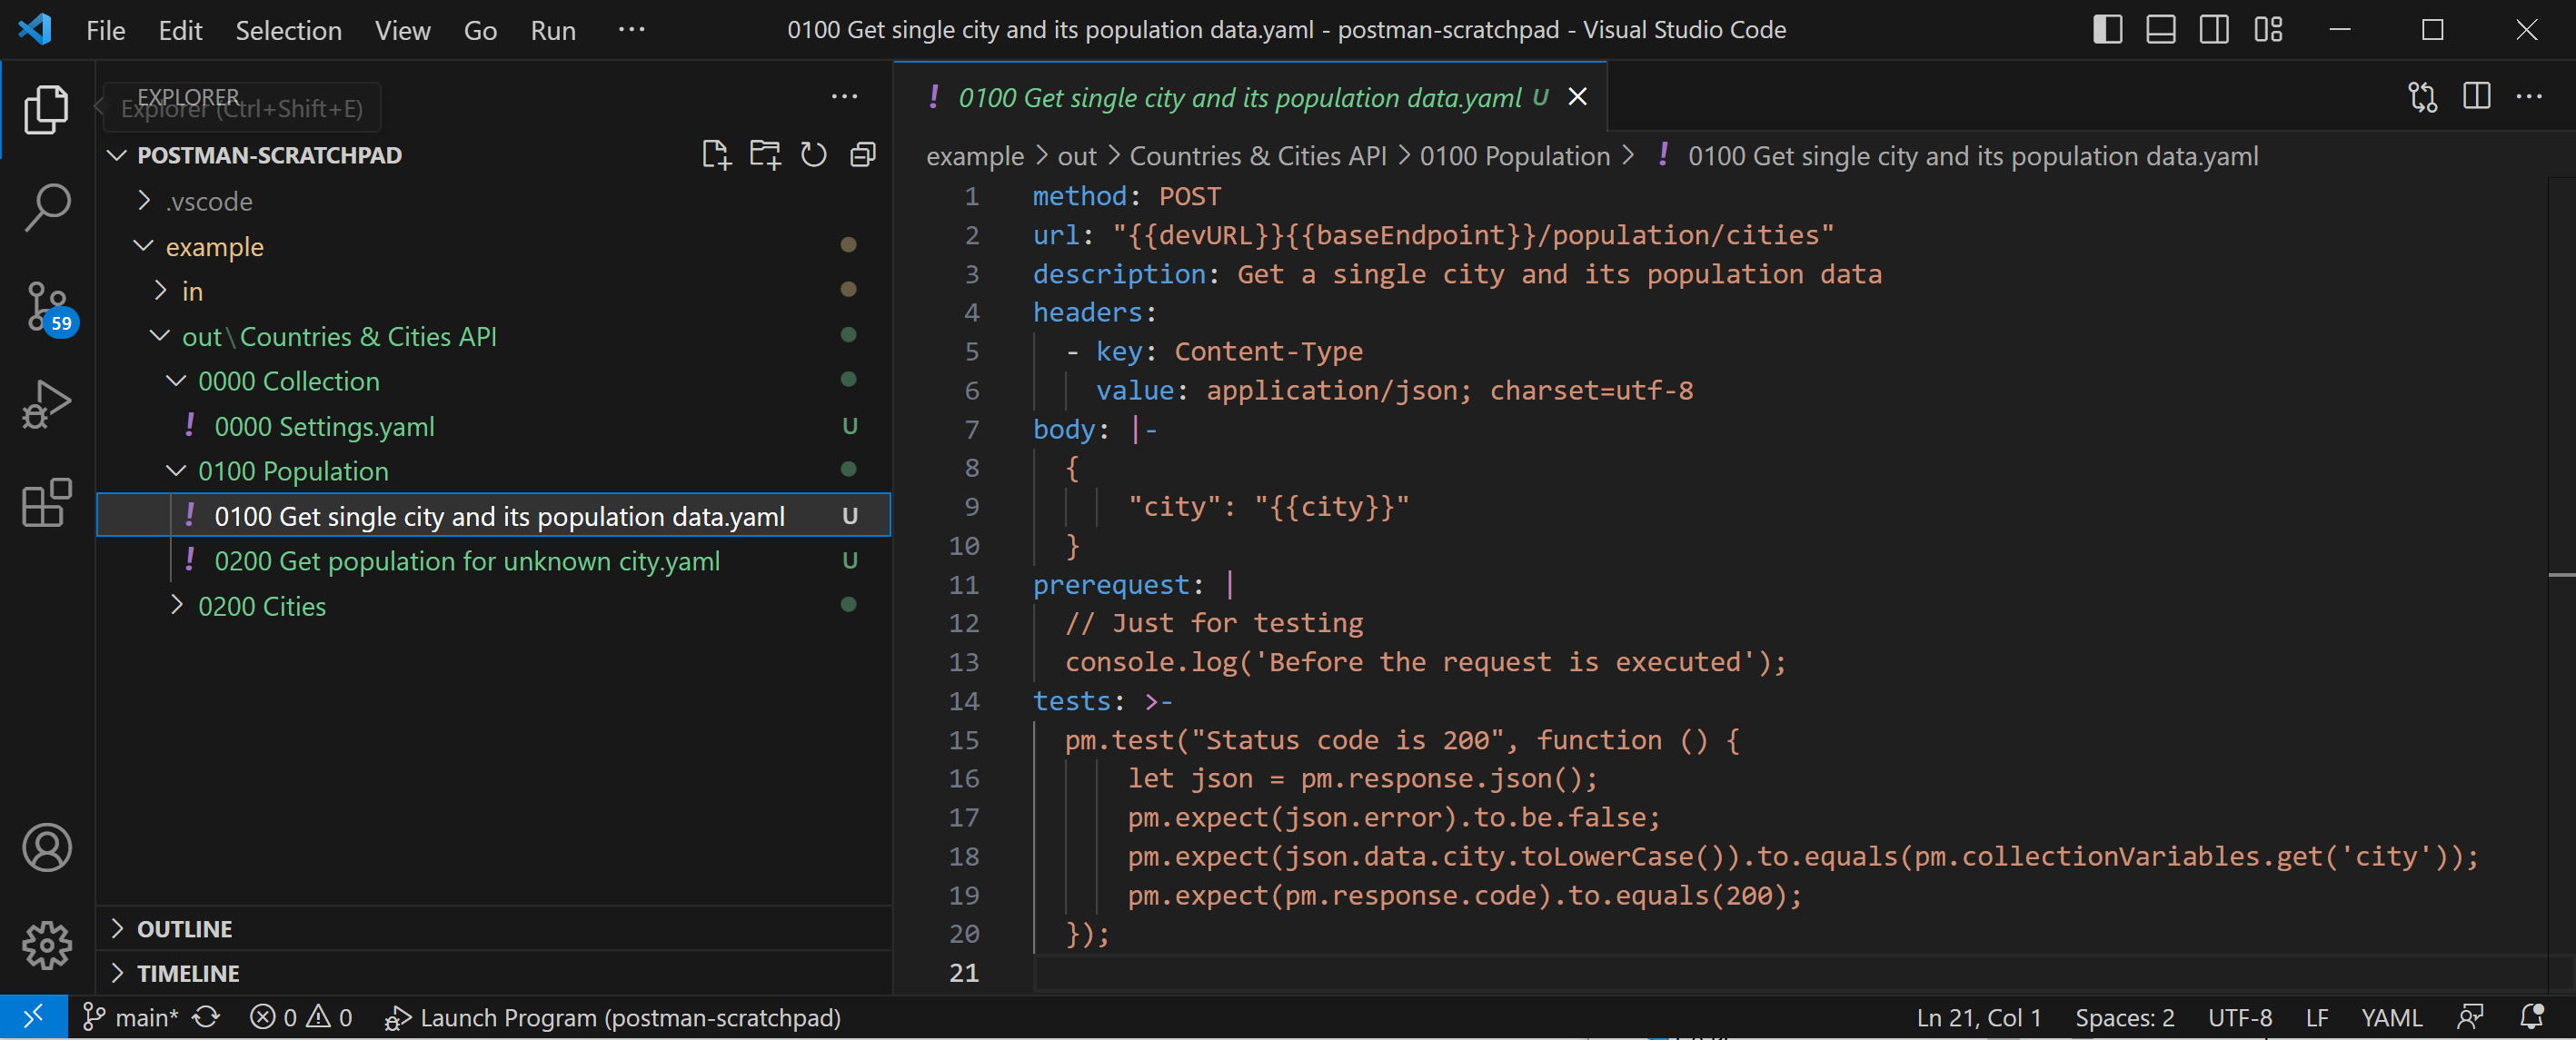 File Edit Selection View Go Run ··· 0100 Get single city and its population data.yaml - postman-scratchpad - Visual Studio Code
EXPLORER
Explorer (Ctrl+Shift+E)
POSTMAN-SCRATCHPAD
.vscode
example
in
out\Countries & Cities API
0000 Collection
! 0000 Settings.yaml U
0100 Population
! 0100 Get single city and its population data.yaml U
! 0200 Get population for unknown city.yaml U
0200 Cities
OUTLINE
TIMELINE
59
! 0100 Get single city and its population data.yaml U
example > out > Countries & Cities API > 0100 Population > ! 0100 Get single city and its population data.yaml
1 method: POST
2 url: "{{devURL}}{{baseEndpoint}}/population/cities"
3 description: Get a single city and its population data
4 headers:
5 - key: Content-Type
6 value: application/json; charset=utf-8
7 body: |-
8 {
9 "city": "{{city}}"
10 }
11 prerequest: |
12 // Just for testing
13 console.log('Before the request is executed');
14 tests: >-
15 pm.test("Status code is 200", function () {
16 let json = pm.response.json();
17 pm.expect(json.error).to.be.false;
18 pm.expect(json.data.city.toLowerCase()).to.equals(pm.collectionVariables.get('city'));
19 pm.expect(pm.response.code).to.equals(200);
20 });
21
main* 0 0 Launch Program (postman-scratchpad) Ln 21, Col 1 Spaces: 2 UTF-8 LF YAML